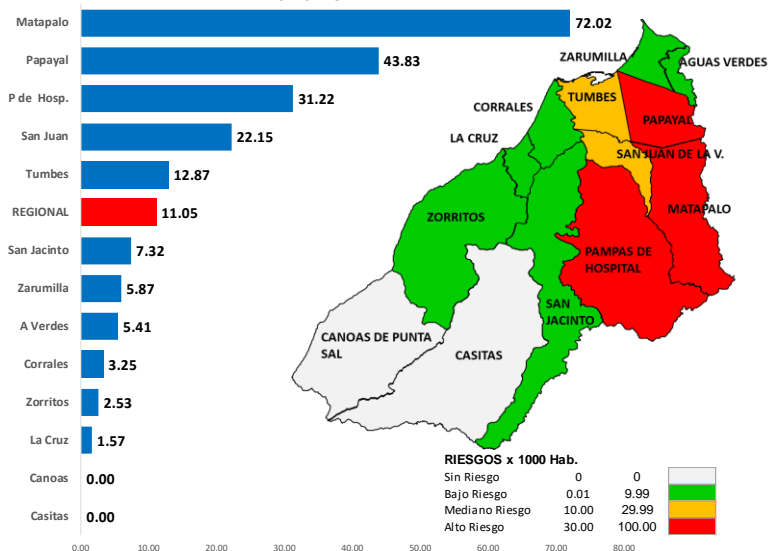 Matapalo 72.02
Papayal 43.83
P de Hosp. 31.22
San Juan 22.15
Tumbes 12.87
REGIONAL 11.05
San Jacinto 7.32
Zarumilla 5.87
A Verdes 5.41
Corrales 3.25
Zorritos 2.53
La Cruz 1.57
Canoas 0.00
Casitas 0.00
0.00 10.00 20.00 30.00 40.00 50.00 60.00 70.00 80.00
ZARUMILLA
AGUAS VERDES
TUMBES
CORRALES
PAPAYAL
LA CRUZ
SAN JUAN DE LA V.
MATAPALO
ZORRITOS
PAMPAS DE
HOSPITAL
SAN
JACINTO
CANOAS DE PUNTA
SAL
CASITAS
RIESGOS x 1000 Hab.
Sin Riesgo 0 0
Bajo Riesgo 0.01 9.99
Mediano Riesgo 10.00 29.99
Alto Riesgo 30.00 100.00